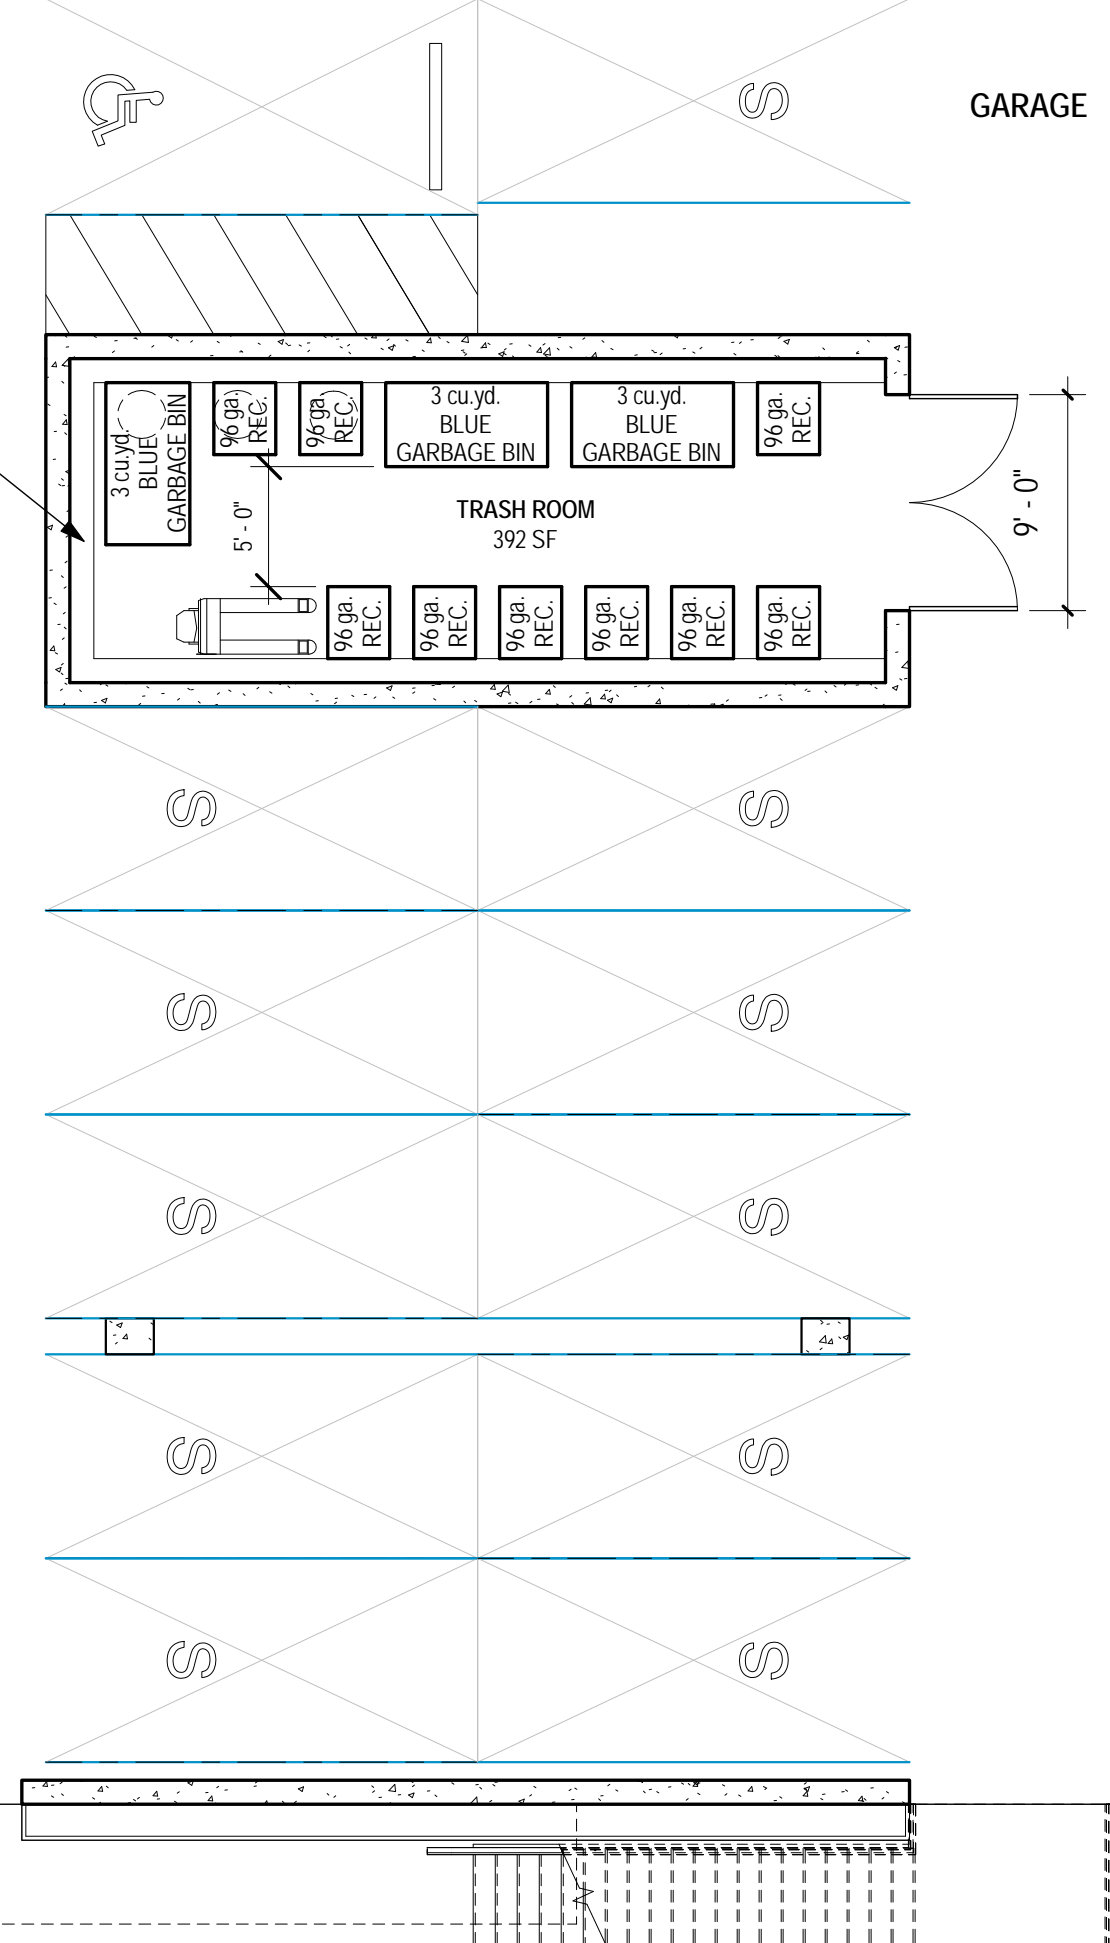 S
GARAGE
3 cu.yd.
BLUE
GARBAGE BIN
96 ga.
REC.
96 ga.
REC.
3 cu.yd.
BLUE
GARBAGE BIN
3 cu.yd.
BLUE
GARBAGE BIN
96 ga.
REC.
TRASH ROOM
392 SF
5' - 0"
9' - 0"
96 ga.
REC.
96 ga.
REC.
96 ga.
REC.
96 ga.
REC.
96 ga.
REC.
96 ga.
REC.
S
S
S
S
S
S
S
S
S
S